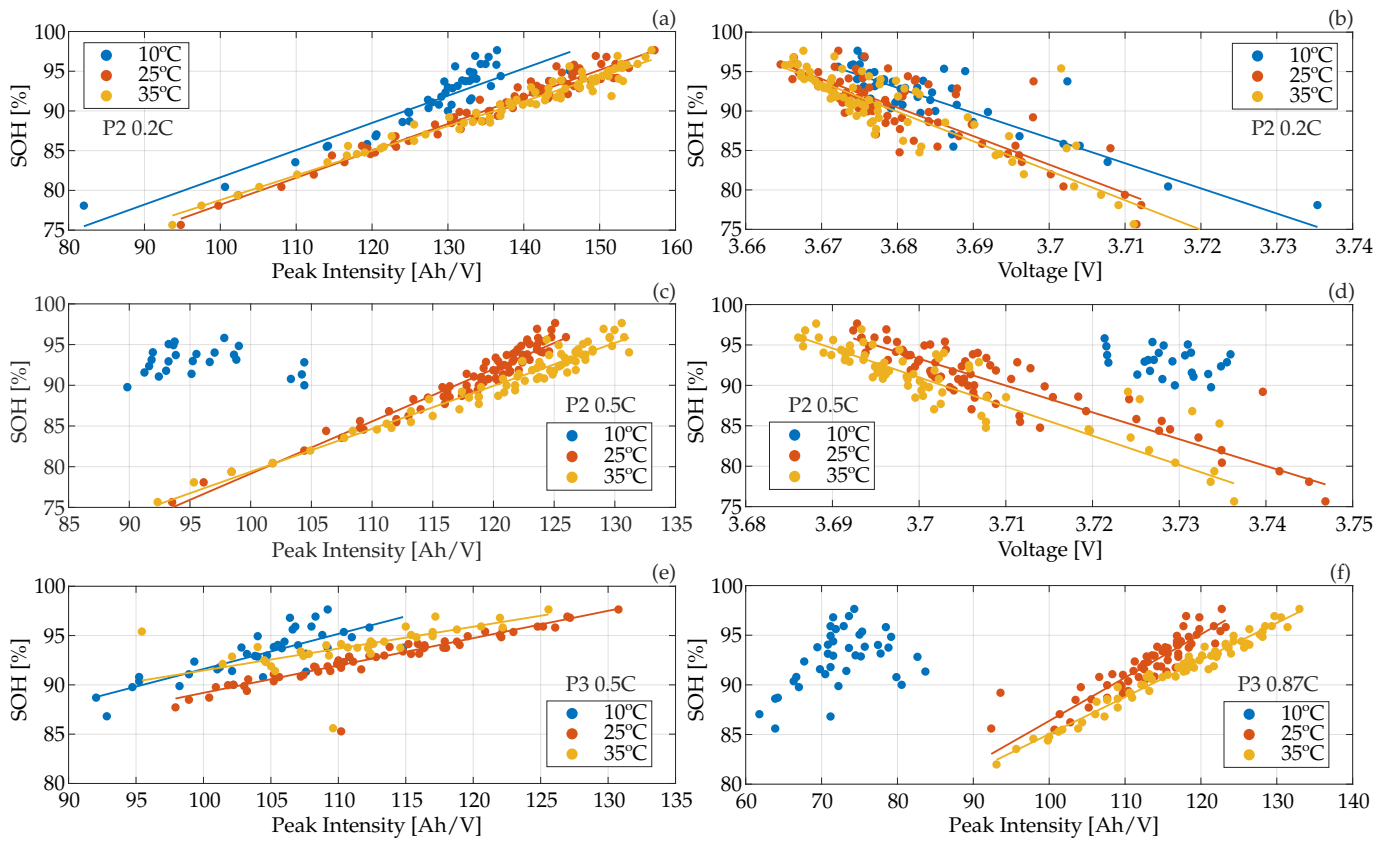 (a)
100
95
90
85
80
75
SOH [%]
10ºC
25ºC
35ºC
P2 0.2C
80 90 100 110 120 130 140 150 160
Peak Intensity [Ah/V]
(b)
100
95
90
85
80
75
SOH [%]
10ºC
25ºC
35ºC
P2 0.2C
3.66 3.67 3.68 3.69 3.7 3.71 3.72 3.73 3.74
Voltage [V]
(c)
100
95
90
85
80
75
SOH [%]
P2 0.5C
10ºC
25ºC
35ºC
85 90 95 100 105 110 115 120 125 130 135
Peak Intensity [Ah/V]
(d)
100
95
90
85
80
75
SOH [%]
P2 0.5C
10ºC
25ºC
35ºC
3.68 3.69 3.7 3.71 3.72 3.73 3.74 3.75
Voltage [V]
(e)
100
95
90
85
80
SOH [%]
P3 0.5C
10ºC
25ºC
35ºC
90 95 100 105 110 115 120 125 130 135
Peak Intensity [Ah/V]
(f)
100
95
90
85
80
SOH [%]
P3 0.87C
10ºC
25ºC
35ºC
60 70 80 90 100 110 120 130 140
Peak Intensity [Ah/V]